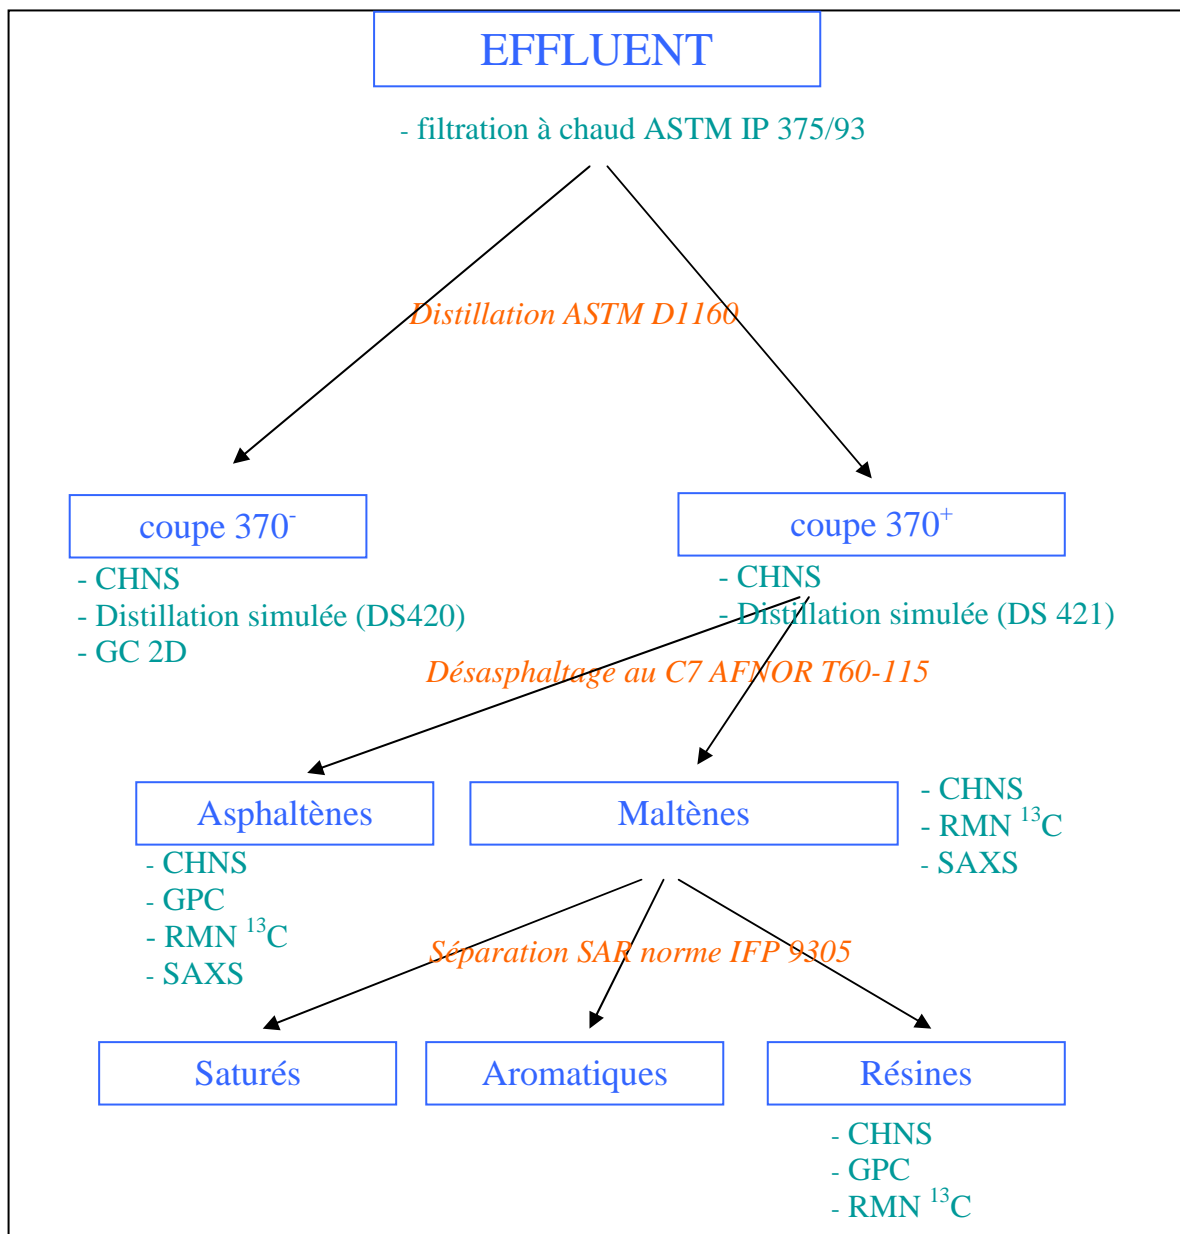 EFFLUENT
- filtration à chaud ASTM IP 375/93
Distillation ASTM D1160
coupe 370⁻
coupe 370⁺
- CHNS
- Distillation simulée (DS420)
- GC 2D
- CHNS
- Distillation simulée (DS 421)
Désasphaltage au C7 AFNOR T60-115
Asphaltènes
Maltènes
- CHNS
- RMN ¹³C
- SAXS
- CHNS
- GPC
- RMN ¹³C
- SAXS
Séparation SAR norme IFP 9305
Saturés
Aromatiques
Résines
- CHNS
- GPC
- RMN ¹³C